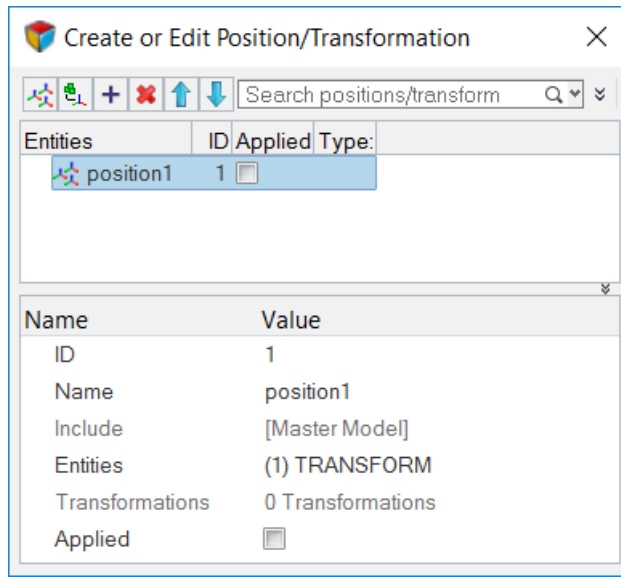 Create or Edit Position/Transformation
Search positions/transform
Entities ID Applied Type:
position1 1
Name Value
ID 1
Name position1
Include [Master Model]
Entities (1) TRANSFORM
Transformations 0 Transformations
Applied